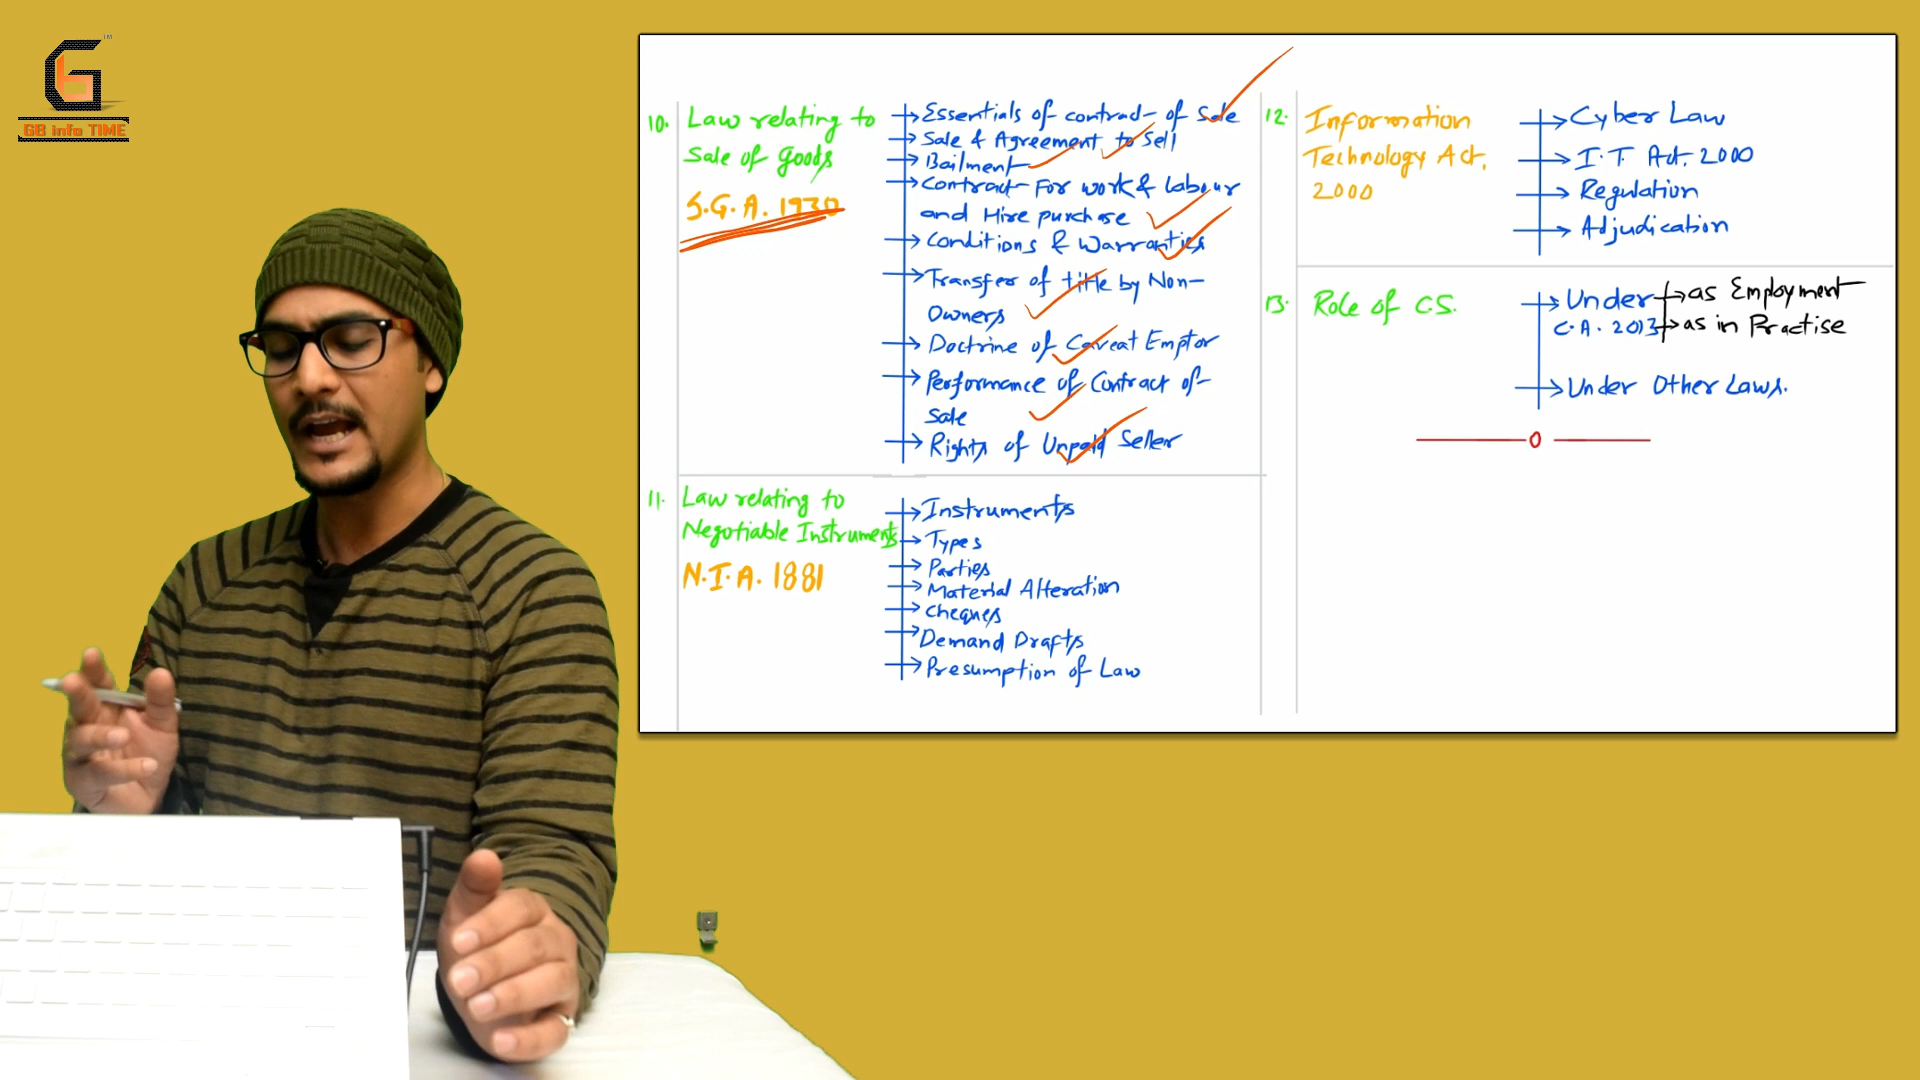 TM
GB info TIME
10. Law relating to
Sale of Goods
S.G.A. 1930
Essentials of contract of Sale
Sale & Agreement to Sell
Bailment
Contract For work & Labour
and Hire purchase
Conditions & Warranties
Transfer of title by Non-
Owners
Doctrine of Caveat Emptor
Performance of Contract of
Sale
Rights of Unpaid Seller
11. Law relating to
Negotiable Instruments
N.I.A. 1881
Instruments
Types
Parties
Material Alteration
Cheques
Demand Drafts
Presumption of Law
12. Information
Technology Act,
2000
Cyber Law
I.T. Act, 2000
Regulation
Adjudication
13. Role of C.S.
Under
C.A. 2013
as Employment
as in Practise
Under Other Laws.